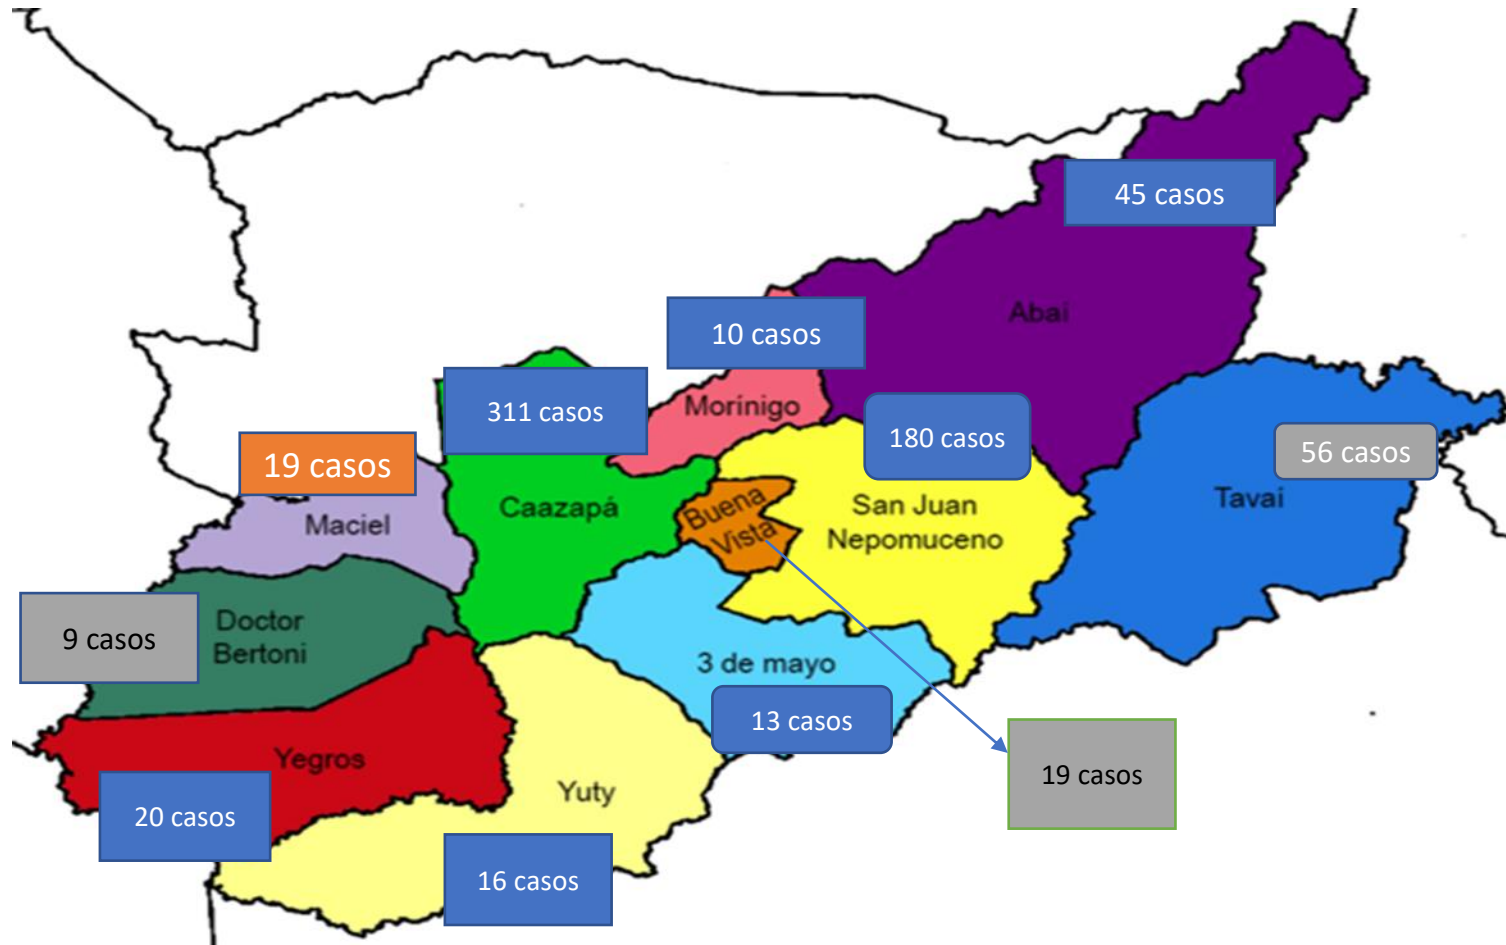 45 casos
Abai
10 casos
Morinigo
311 casos
180 casos
56 casos
19 casos
Maciel
Caazapá
Buena
Vista
San Juan
Nepomuceno
Tavai
9 casos
Doctor
Bertoni
3 de mayo
13 casos
19 casos
Yegros
Yuty
20 casos
16 casos